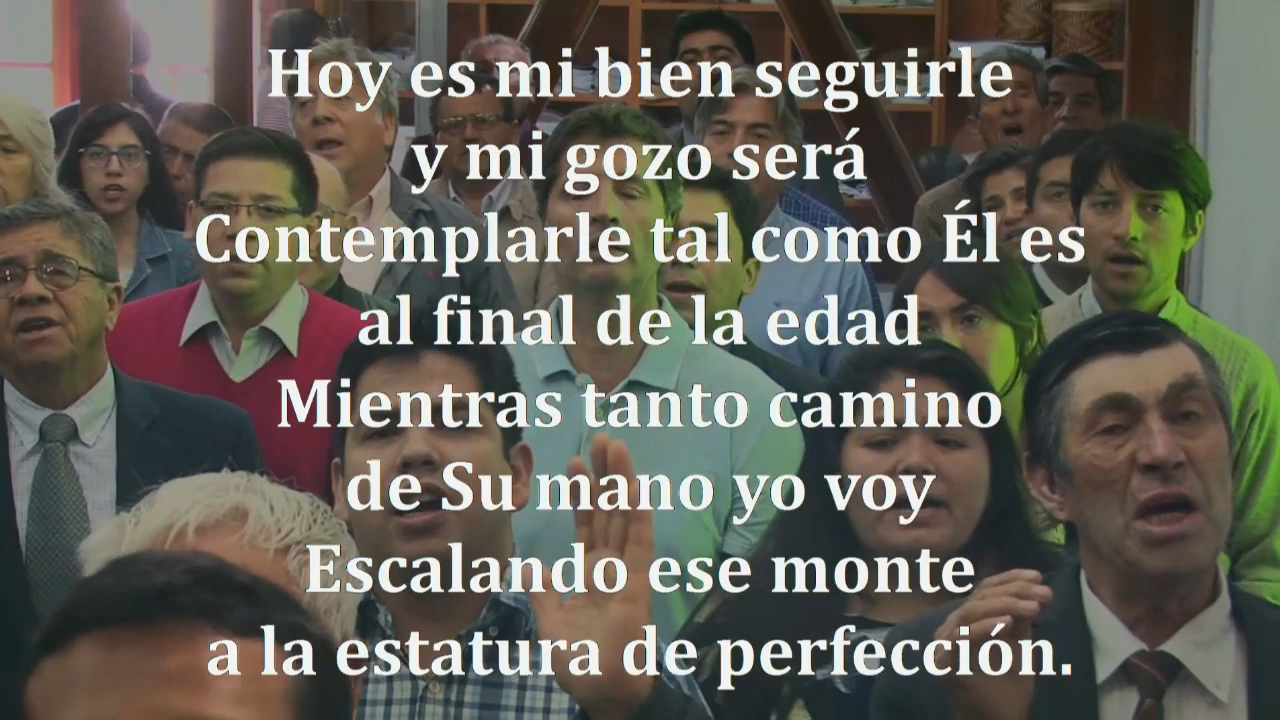 Hoy es mi bien seguirle
y mi gozo será
Contemplarle tal como Él es
al final de la edad
Mientras tanto camino
de Su mano yo voy
Escalando ese monte
a la estatura de perfección.